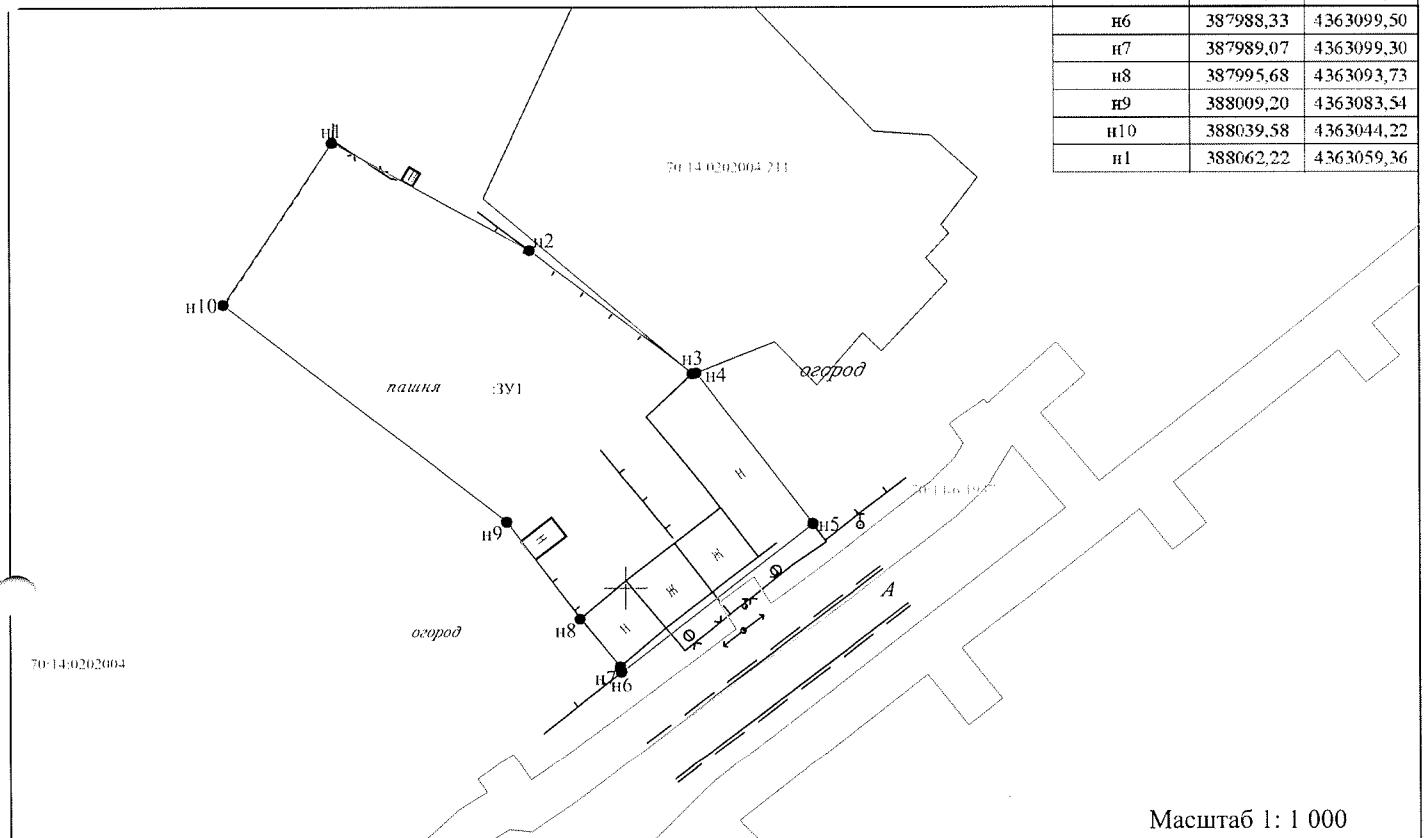 н6 387988,33 4363099,50
н7 387989,07 4363099,30
н8 387995,68 4363093,73
н9 388009,20 4363083,54
н10 388039,58 4363044,22
н1 388062,22 4363059,36
н1
70:14:0202004:211
н2
н10
н3
н4
огород
пашня :ЗУ1
Н
н9
н5
Н
Ж
Ж
Н
А
н8
огород
70:14:0202004
н7
н6
Масштаб 1: 1 000